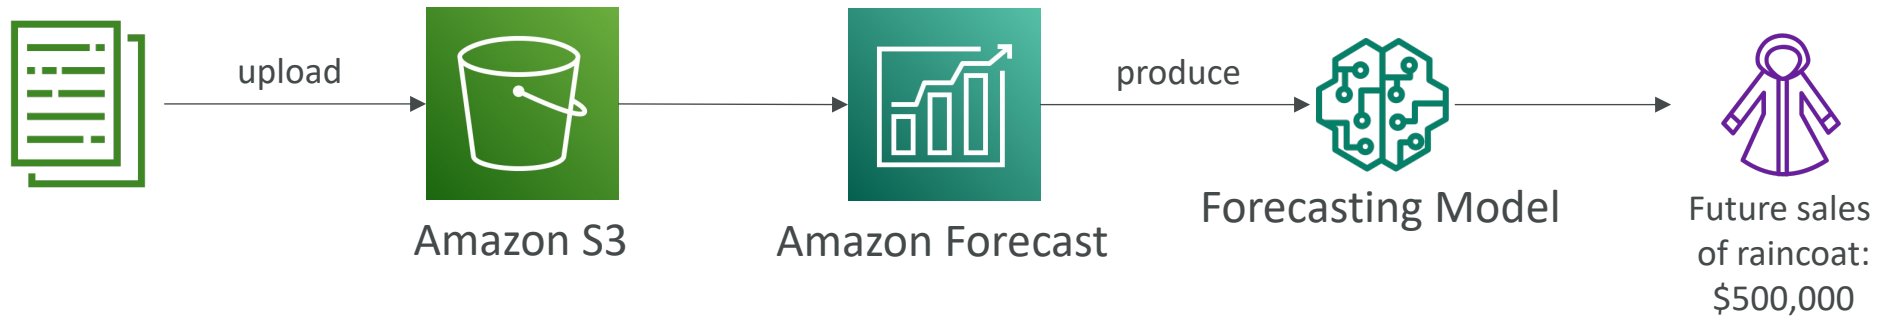 upload
Amazon S3
Amazon Forecast
produce
Forecasting Model
Future sales
of raincoat:
$500,000